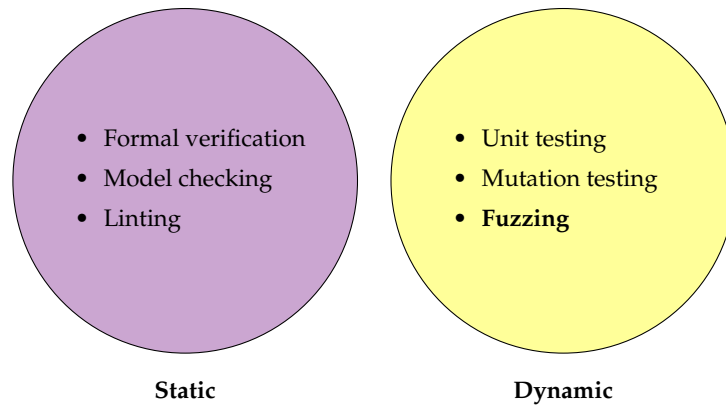 • Formal verification
• Model checking
• Linting
• Unit testing
• Mutation testing
• Fuzzing
Static
Dynamic